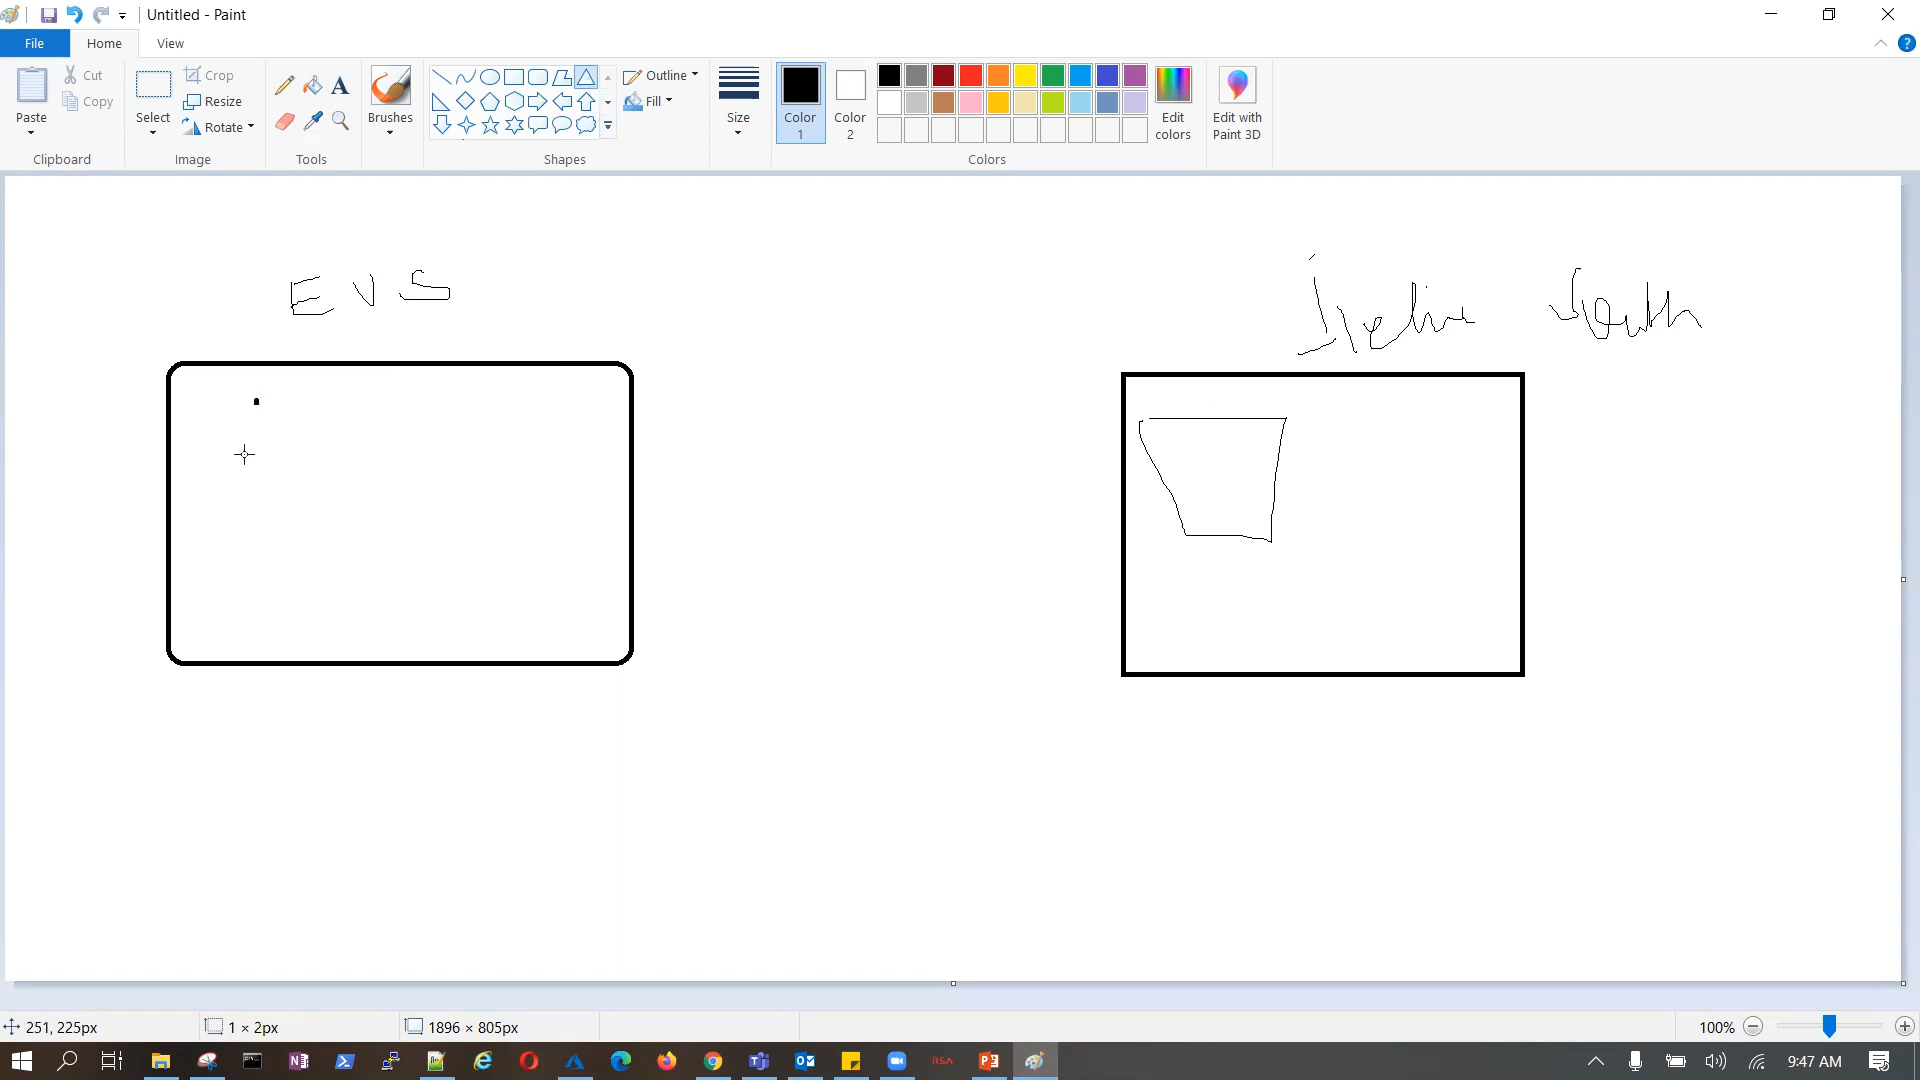 Untitled - Paint
File Home View
Paste
Cut
Copy
Clipboard
Select
Crop
Resize
Rotate
Image
Tools
Brushes
Shapes
Outline
Fill
Size
Color 1
Color 2
Colors
Edit colors
Edit with Paint 3D
EVS
South
251, 225px
1 × 2px
1896 × 805px
100%
RSA
9:47 AM